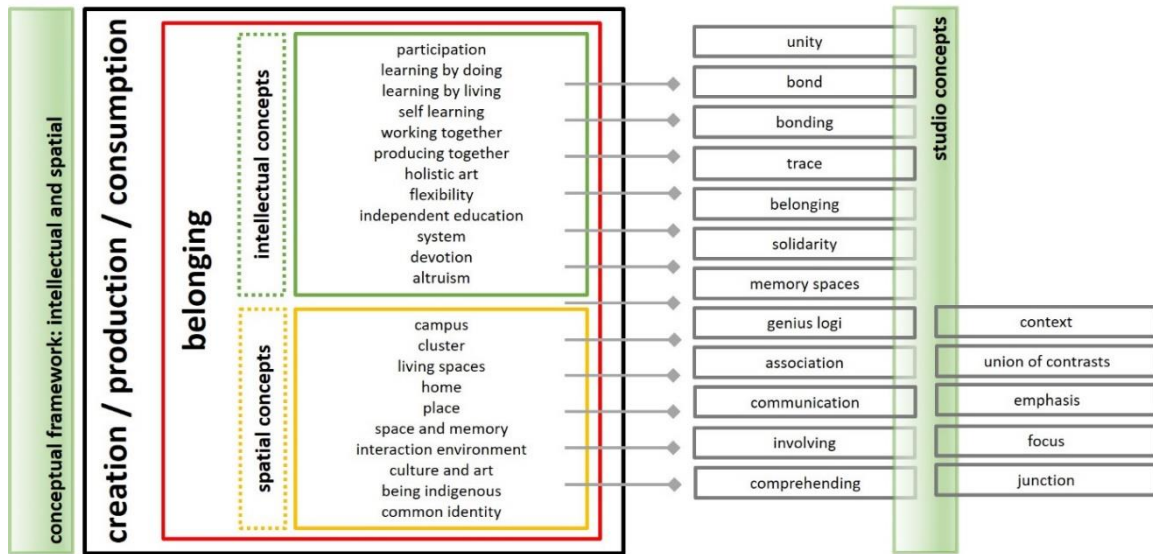 conceptual framework: intellectual and spatial
creation / production / consumption
belonging
intellectual concepts
participation
learning by doing
learning by living
self learning
working together
producing together
holistic art
flexibility
independent education
system
devotion
altruism
spatial concepts
campus
cluster
living spaces
home
place
space and memory
interaction environment
culture and art
being indigenous
common identity
unity
bond
bonding
trace
belonging
solidarity
memory spaces
genius logi
association
communication
involving
comprehending
studio concepts
context
union of contrasts
emphasis
focus
junction